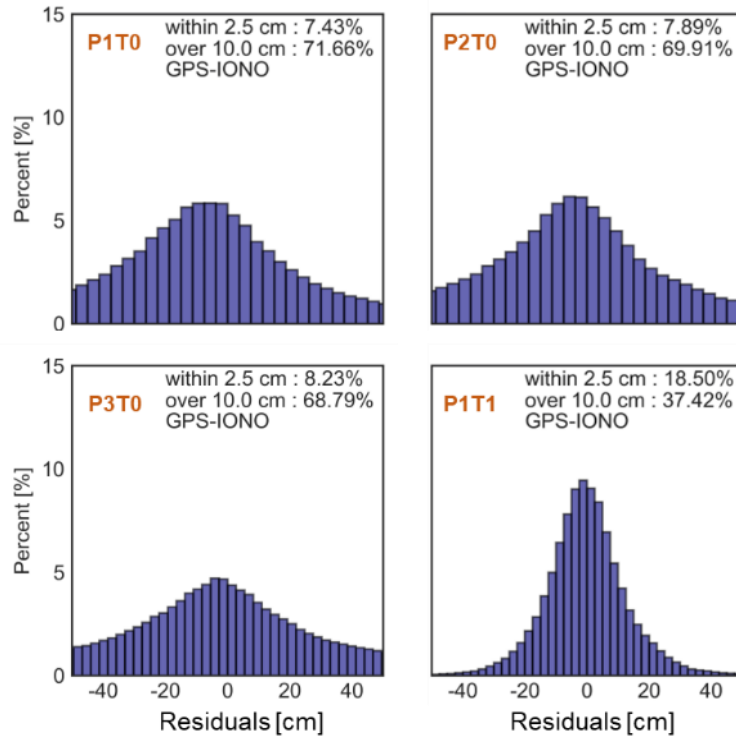 15
P1T0
within 2.5 cm : 7.43%
over 10.0 cm : 71.66%
GPS-IONO
10
Percent [%]
5
0
P2T0
within 2.5 cm : 7.89%
over 10.0 cm : 69.91%
GPS-IONO
15
P3T0
within 2.5 cm : 8.23%
over 10.0 cm : 68.79%
GPS-IONO
10
Percent [%]
5
0
-40 -20 0 20 40
Residuals [cm]
P1T1
within 2.5 cm : 18.50%
over 10.0 cm : 37.42%
GPS-IONO
-40 -20 0 20 40
Residuals [cm]